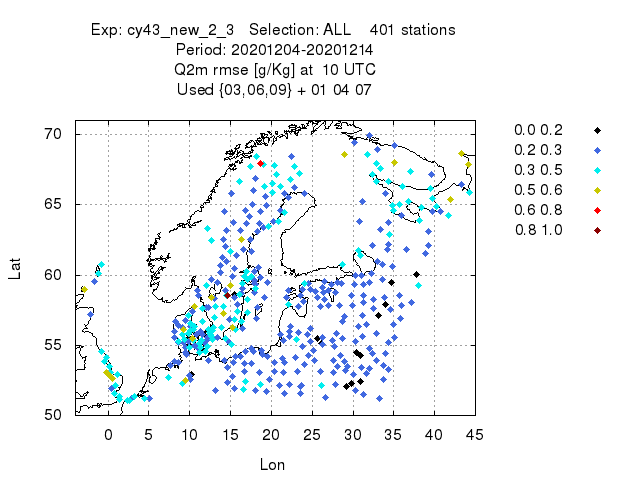 Exp: cy43_new_2_3 Selection: ALL 401 stations
Period: 20201204-20201214
Q2m rmse [g/Kg] at 10 UTC
Used {03,06,09} + 01 04 07
0.0 0.2
0.2 0.3
0.3 0.5
0.5 0.6
0.6 0.8
0.8 1.0
Lat
70
65
60
55
50
0 5 10 15 20 25 30 35 40 45
Lon